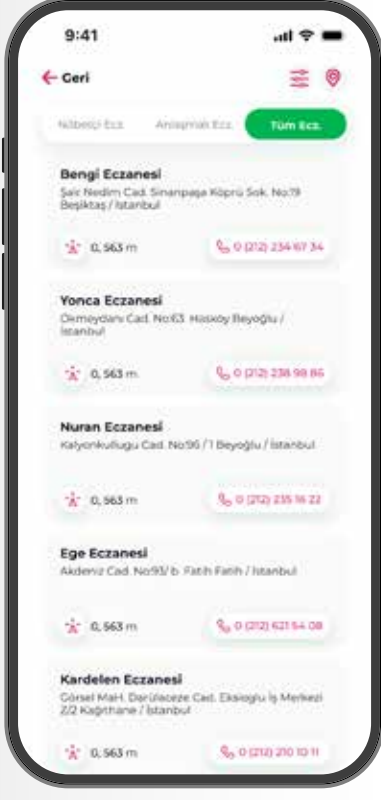 9:41
Geri
Nöbetçi Ecz. Anlaşmalı Ecz. Tüm Ecz.
Bengi Eczanesi
Şair Nedim Cad. Sinanpaşa Köprü Sok. No:19
Beşiktaş / İstanbul
0, 563 m 0 (212) 234 67 34
Yonca Eczanesi
Okmeydanı Cad. No:63 Hasköy Beyoğlu /
İstanbul
0, 563 m 0 (212) 238 98 86
Nuran Eczanesi
Kalyonkullugu Cad. No:96 / 1 Beyoğlu / İstanbul
0, 563 m 0 (212) 235 16 22
Ege Eczanesi
Akdeniz Cad. No:93/ b Fatih Fatih / İstanbul
0, 563 m 0 (212) 621 54 08
Kardelen Eczanesi
Gürsel MaH. Darülaceze Cad. Eksioglu İş Merkezi
2/2 Kağıthane / İstanbul
0, 563 m 0 (212) 210 10 11